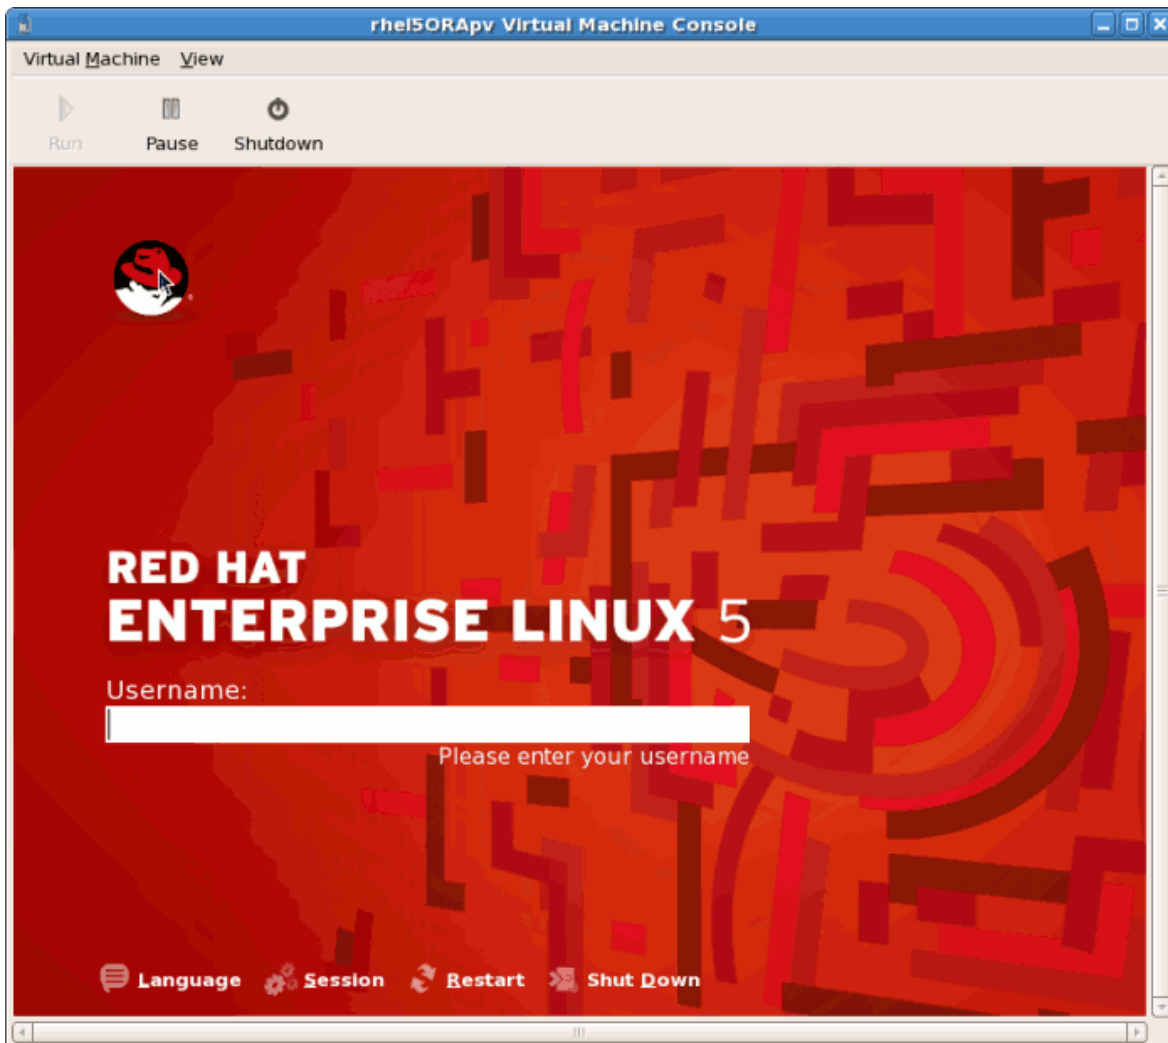 rhel5ORApv Virtual Machine Console
Virtual Machine View
Run Pause Shutdown
RED HAT
ENTERPRISE LINUX 5
Username:
Please enter your username
Language Session Restart Shut Down